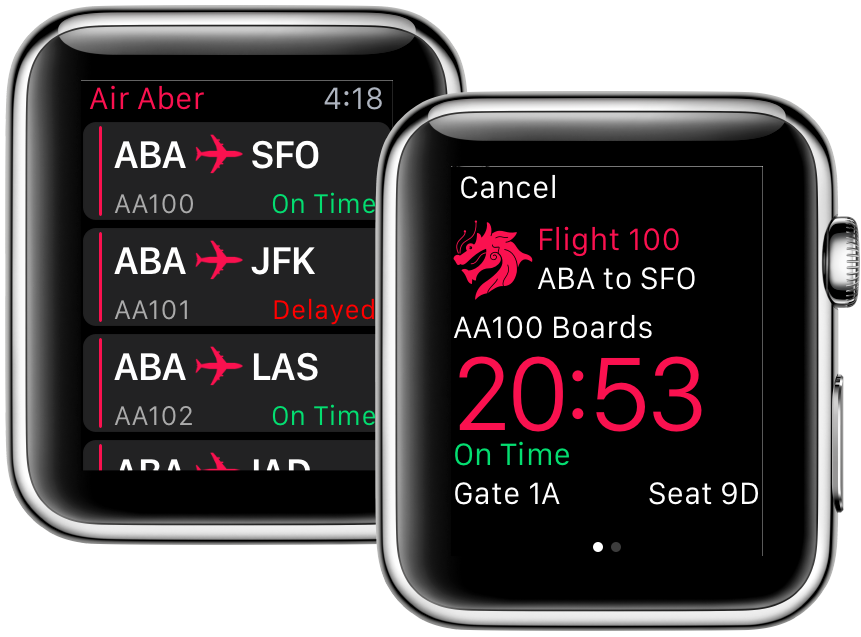 Air Aber 4:18
ABA SFO
AA100 On Time
ABA JFK
AA101 Delayed
ABA LAS
AA102 On Time
ABA IAD
Cancel
Flight 100
ABA to SFO
AA100 Boards
20:53
On Time
Gate 1A Seat 9D